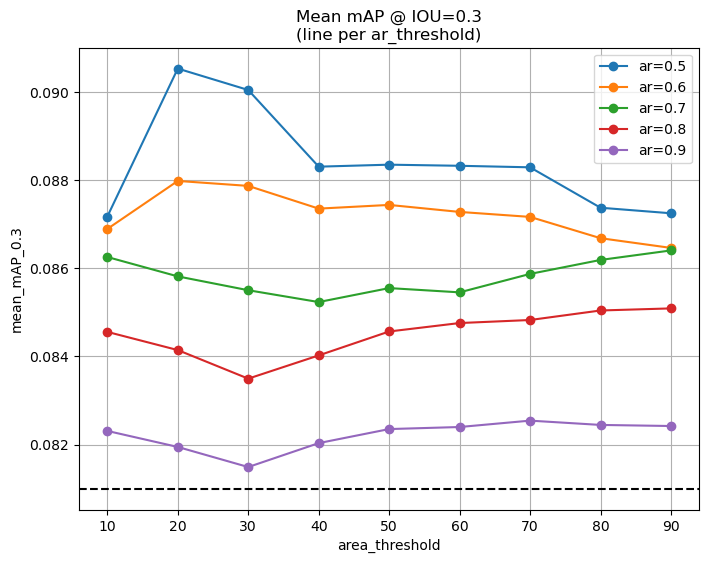 Mean mAP @ IOU=0.3
(line per ar_threshold)
mean_mAP_0.3
0.090
0.088
0.086
0.084
0.082
ar=0.5
ar=0.6
ar=0.7
ar=0.8
ar=0.9
10 20 30 40 50 60 70 80 90
area_threshold